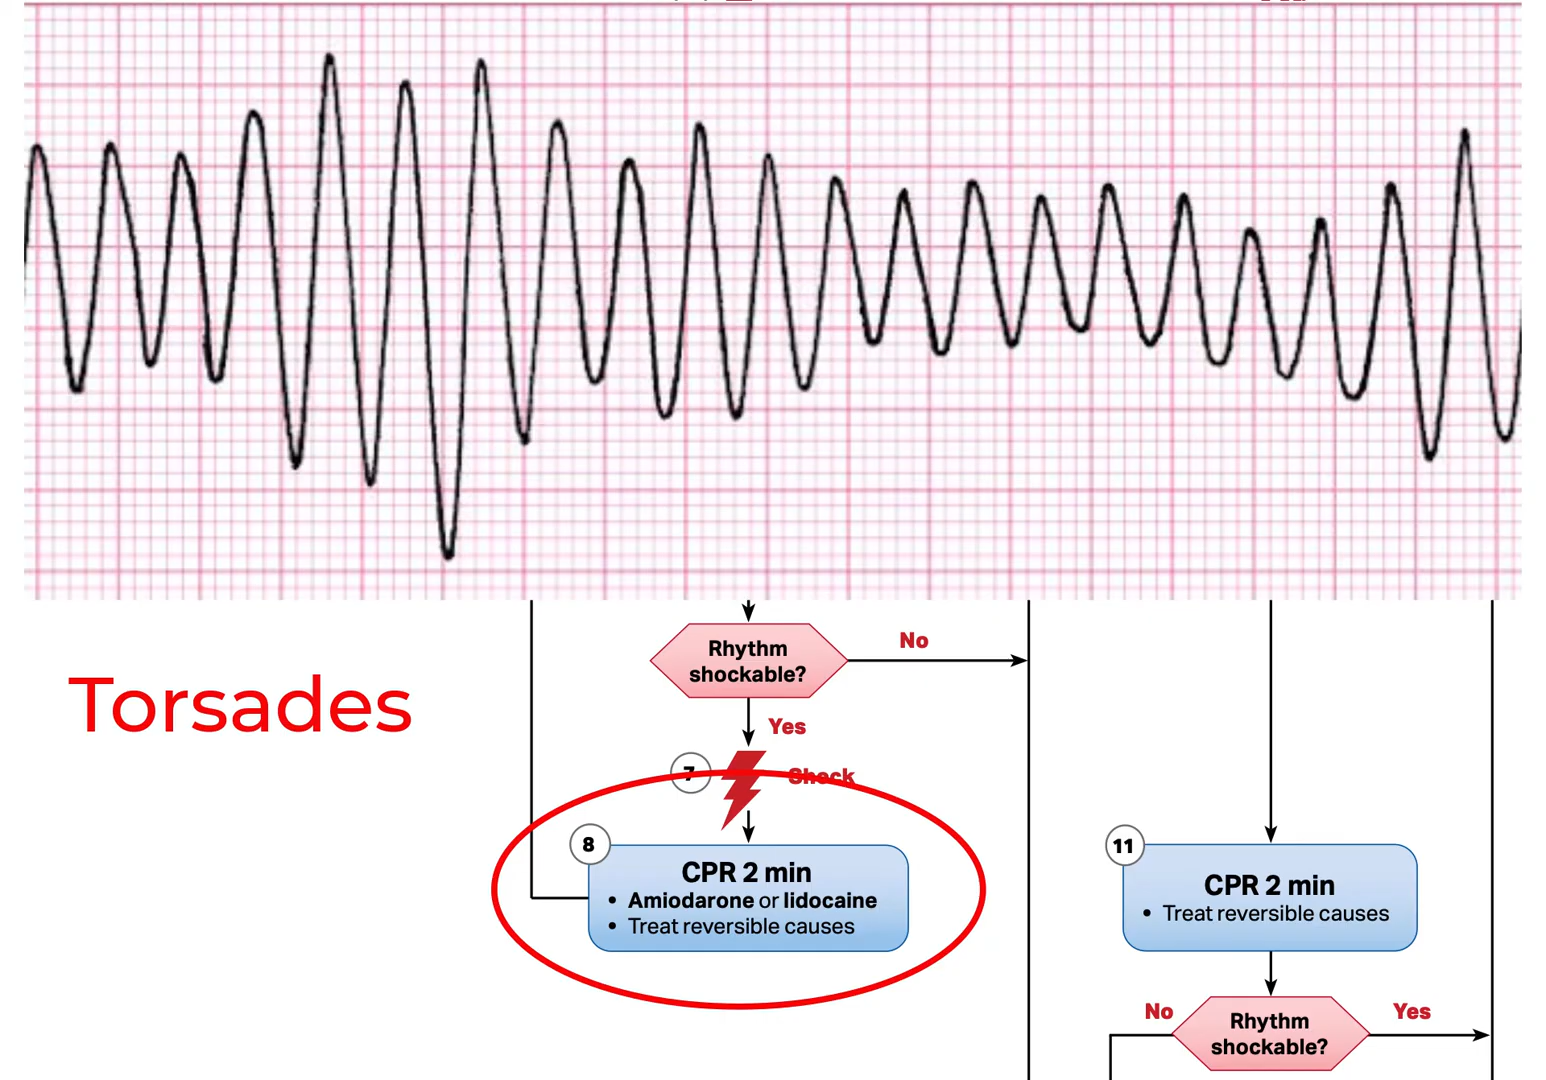 Rhythm
shockable?
No
Yes
7
Shock
Torsades
8
CPR 2 min
• Amiodarone or lidocaine
• Treat reversible causes
11
CPR 2 min
• Treat reversible causes
No
Rhythm
shockable?
Yes